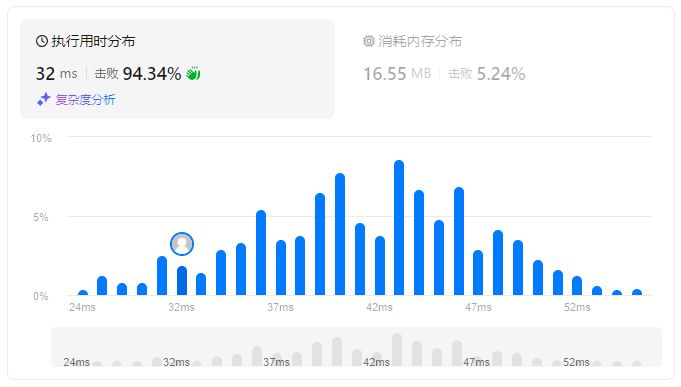 执行用时分布
消耗内存分布
32 ms 击败 94.34%
16.55 MB 击败 5.24%
复杂度分析
10%
5%
0%
24ms 32ms 37ms 42ms 47ms 52ms
24ms 32ms 37ms 42ms 47ms 52ms